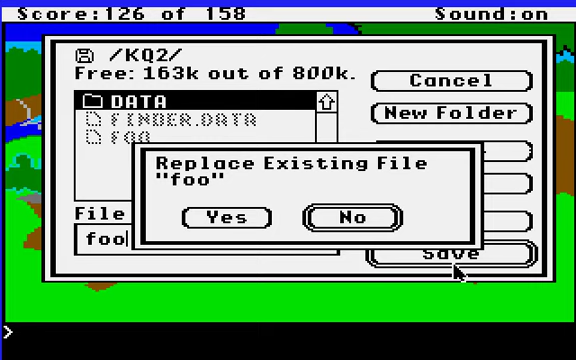 Score:126 of 158 Sound:on
/KQ2/
Free: 163k out of 800k.
Cancel
DATA
New Folder
FINDER.DATA
FOO
Replace Existing File
"foo"
Yes No
File
foo
Save
>